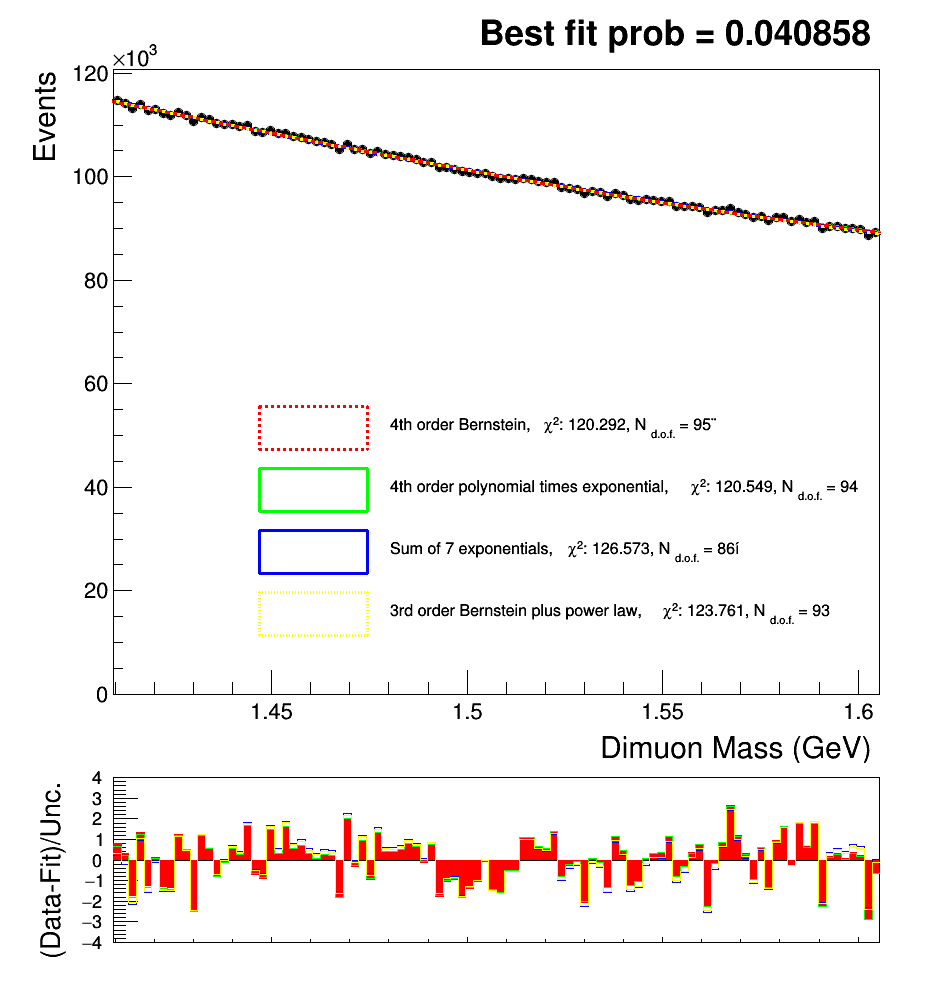 Best fit prob = 0.040858
×10³
Events
120
100
80
60
40
20
0
4th order Bernstein, χ²: 120.292, N d.o.f. = 95¨
4th order polynomial times exponential, χ²: 120.549, N d.o.f. = 94
Sum of 7 exponentials, χ²: 126.573, N d.o.f. = 86í
3rd order Bernstein plus power law, χ²: 123.761, N d.o.f. = 93
1.45 1.5 1.55 1.6
Dimuon Mass (GeV)
(Data-Fit)/Unc.
4
3
2
1
0
−1
−2
−3
−4